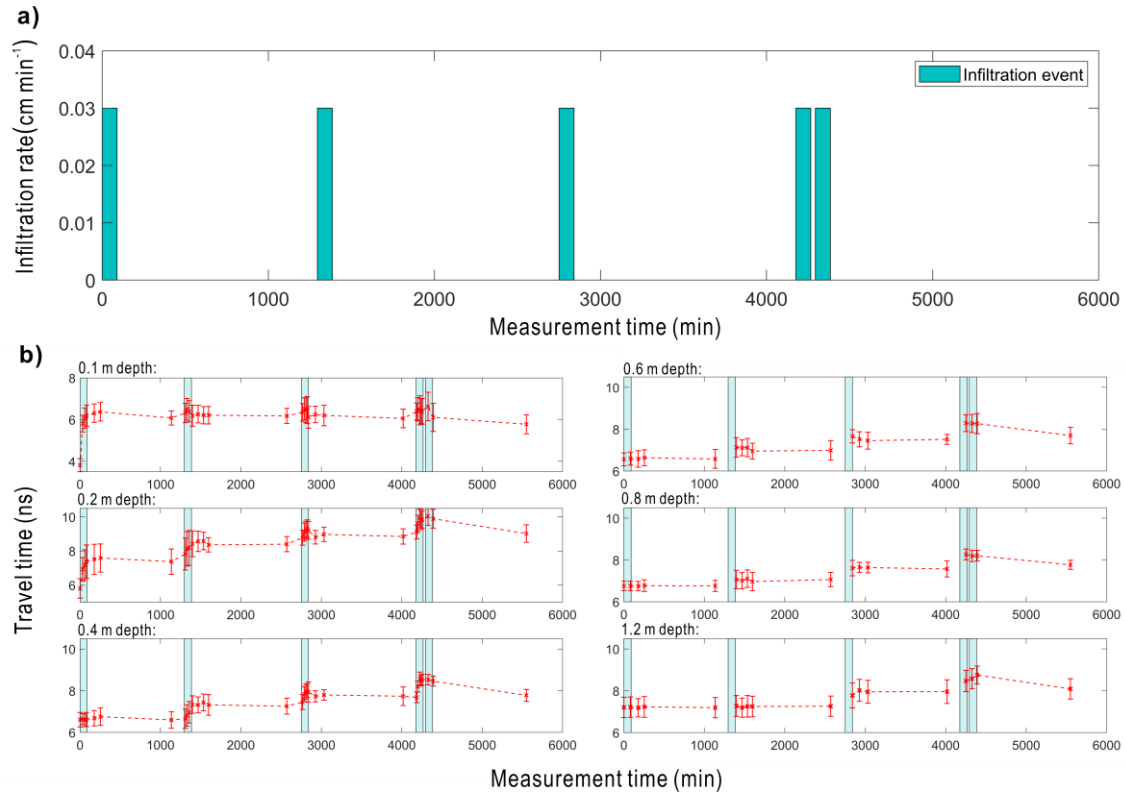 a)
Infiltration rate(cm min⁻¹)
0.04
0.03
0.02
0.01
0
Infiltration event
0 1000 2000 3000 4000 5000 6000
Measurement time (min)
b)
Travel time (ns)
0.1 m depth:
8
6
4
0 1000 2000 3000 4000 5000 6000
0.2 m depth:
10
8
6
0 1000 2000 3000 4000 5000 6000
0.4 m depth:
10
8
6
0 1000 2000 3000 4000 5000 6000
0.6 m depth:
10
8
6
0 1000 2000 3000 4000 5000 6000
0.8 m depth:
10
8
6
0 1000 2000 3000 4000 5000 6000
1.2 m depth:
10
8
6
0 1000 2000 3000 4000 5000 6000
Measurement time (min)